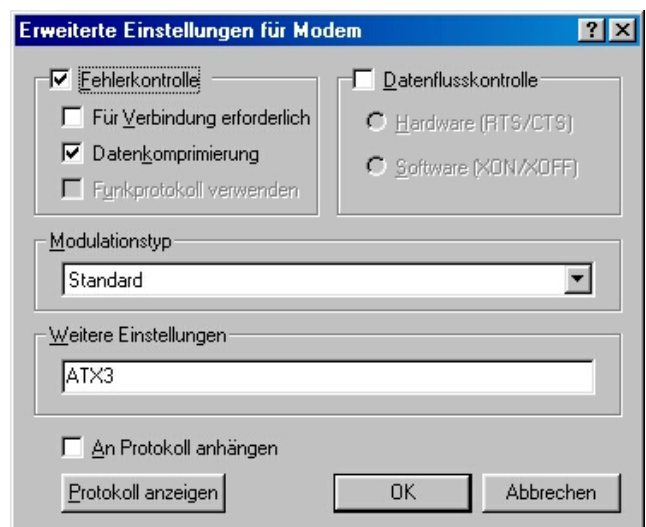 Erweiterte Einstellungen für Modem
Fehlerkontrolle
Für Verbindung erforderlich
Datenkomprimierung
Funkprotokoll verwenden
Datenflusskontrolle
Hardware (RTS/CTS)
Software (XON/XOFF)
Modulationstyp
Standard
Weitere Einstellungen
ATX3
An Protokoll anhängen
Protokoll anzeigen
OK
Abbrechen